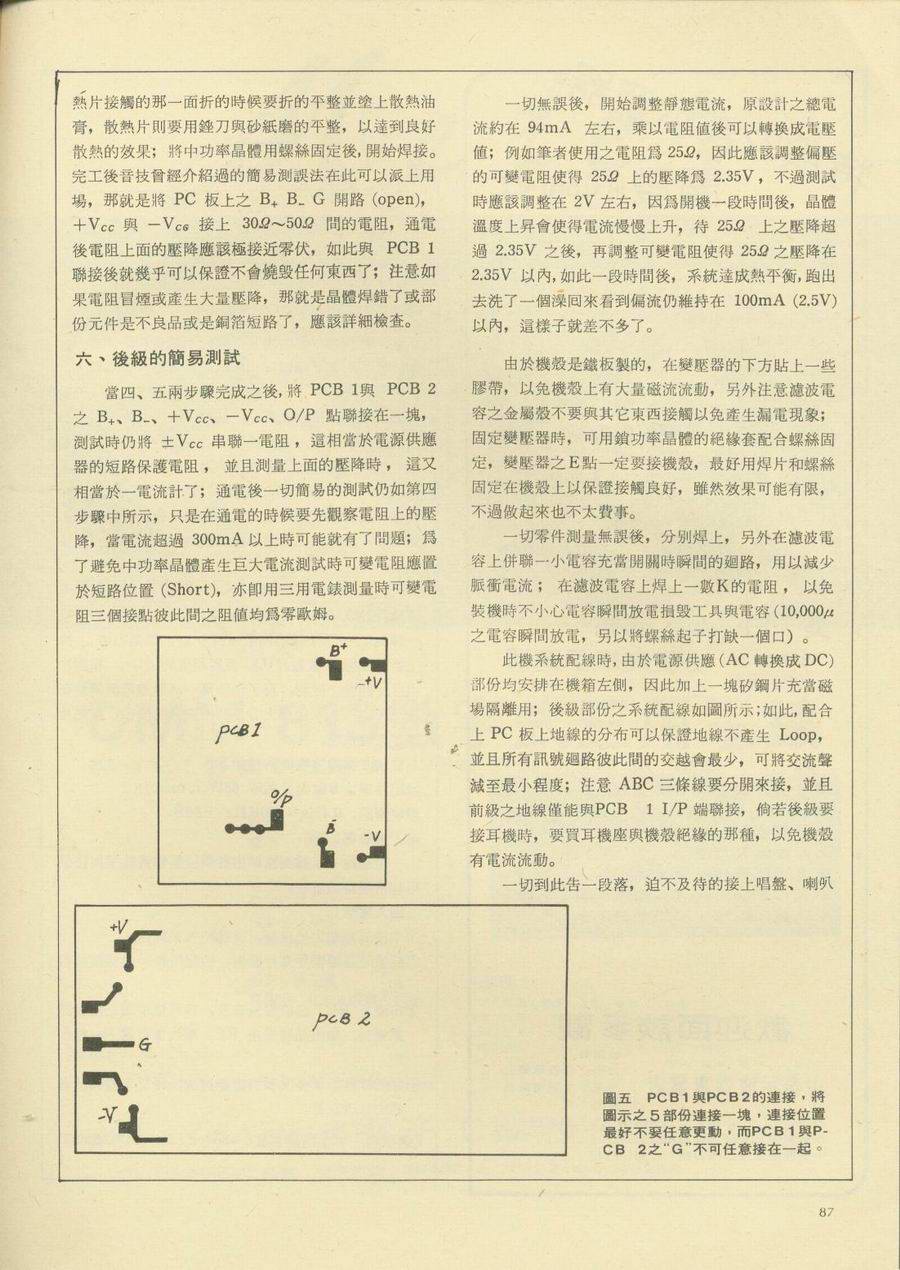 熱片接觸的那一面折的時候要折的平整並塗上散熱油
膏，散熱片則要用銼刀與砂紙磨的平整，以達到良好
散熱的效果；將中功率晶體用螺絲固定後，開始焊接。
完工後音技曾經介紹過的簡易測誤法在此可以派上用
場，那就是將 PC 板上之 B₊ B₋ G 開路 (open)，
＋Vcc 與 －Vcc 接上 30Ω～50Ω 間的電阻，通電
後電阻上面的壓降應該極接近零伏，如此與 PCB 1
聯接後就幾乎可以保證不會燒毀任何東西了；注意如
果電阻冒煙或產生大量壓降，那就是晶體焊錯了或部
份元件是不良品或是銅箔短路了，應該詳細檢查。
六、後級的簡易測試
當四、五兩步驟完成之後，將 PCB 1與 PCB 2
之 B₊、B₋、＋Vcc、－Vcc、O/P 點聯接在一塊，
測試時仍將 ±Vcc 串聯一電阻，這相當於電源供應
器的短路保護電阻，並且測量上面的壓降時，這又
相當於一電流計了；通電後一切簡易的測試仍如第四
步驟中所示，只是在通電的時候要先觀察電阻上的壓
降，當電流超過 300mA 以上時可能就有了問題；爲
了避免中功率晶體產生巨大電流測試時可變電阻應置
於短路位置 (Short)，亦卽用三用電錶測量時可變電
阻三個接點彼此間之阻值均爲零歐姆。
B⁺
-+V
PCB1
O/P
B̄
-V
+V
PCB 2
G
-V
一切無誤後，開始調整靜態電流，原設計之總電
流約在 94mA 左右，乘以電阻值後可以轉換成電壓
值；例如筆者使用之電阻爲 25Ω，因此應該調整偏壓
的可變電阻使得 25Ω 上的壓降爲 2.35V，不過測試
時應該調整在 2V 左右，因爲開機一段時間後，晶體
溫度上昇會使得電流慢慢上升，待 25Ω 上之壓降超
過 2.35V 之後，再調整可變電阻使得 25Ω 之壓降在
2.35V 以內，如此一段時間後，系統達成熱平衡，跑出
去洗了一個澡回來看到偏流仍維持在 100mA (2.5V)
以內，這樣子就差不多了。
由於機殼是鐵板製的，在變壓器的下方貼上一些
膠帶，以免機殼上有大量磁流流動，另外注意濾波電
容之金屬殼不要與其它東西接觸以免產生漏電現象；
固定變壓器時，可用鎖功率晶體的絕緣套配合螺絲固
定，變壓器之E點一定要接機殼，最好用焊片和螺絲
固定在機殼上以保證接觸良好，雖然效果可能有限，
不過做起來也不太費事。
一切零件測量無誤後，分別焊上，另外在濾波電
容上併聯一小電容充當開關時瞬間的廻路，用以減少
脈衝電流；在濾波電容上焊上一數K的電阻，以免
裝機時不小心電容瞬間放電損毀工具與電容 (10,000μ
之電容瞬間放電，另以將螺絲起子打缺一個口）。
此機系統配線時，由於電源供應 (AC 轉換成 DC)
部份均安排在機箱左側，因此加上一塊矽鋼片充當磁
場隔離用；後級部份之系統配線如圖所示；如此，配合
上 PC 板上地線的分布可以保證地線不產生 Loop，
並且所有訊號廻路彼此間的交越會最少，可將交流聲
減至最小程度；注意 ABC 三條線要分開來接，並且
前級之地線僅能與PCB 1 I/P 端聯接，倘若後級要
接耳機時，要買耳機座與機殼絕緣的那種，以免機殼
有電流流動。
一切到此告一段落，迫不及待的接上唱盤、喇叭
圖五 PCB1與PCB2的連接，將
圖示之5部份連接一塊，連接位置
最好不要任意更動，而PCB1與P-
CB 2之“G”不可任意接在一起。
87